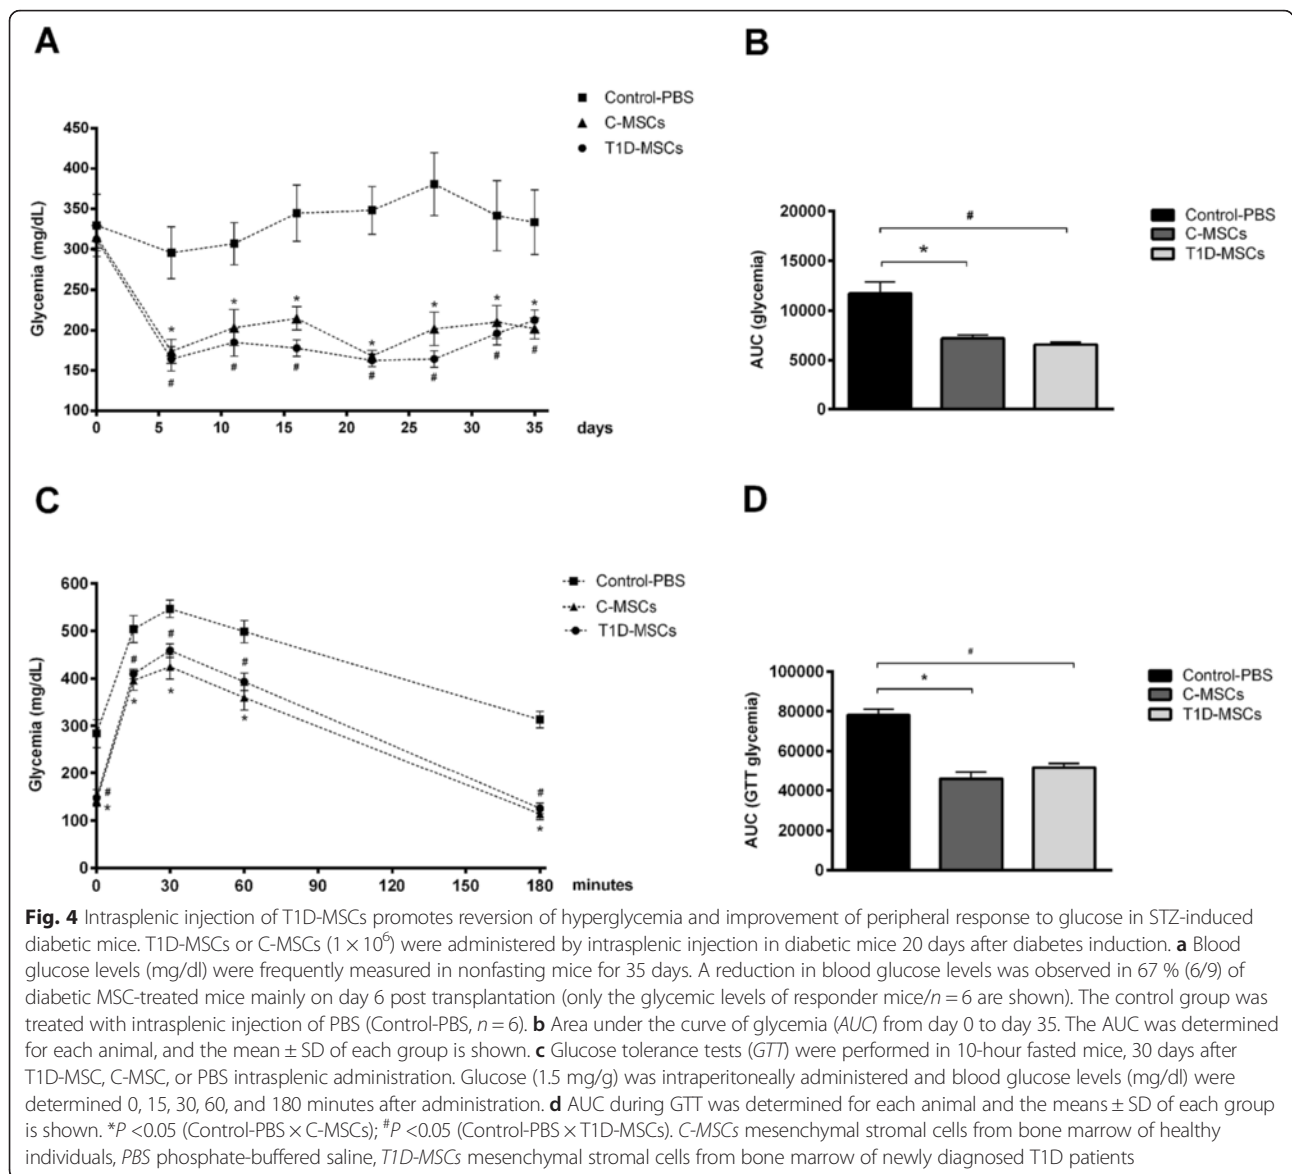 A
Control-PBS
C-MSCs
T1D-MSCs
450
400
350
300
250
200
150
100
Glycemia (mg/dL)
* * * * * * *
# # # # # # #
0 5 10 15 20 25 30 35 days
B
Control-PBS
C-MSCs
T1D-MSCs
20000
15000
10000
5000
0
AUC (glycemia)
#
*
C
Control-PBS
C-MSCs
T1D-MSCs
600
500
400
300
200
100
0
Glycemia (mg/dL)
# # # # #
* * * * *
0 30 60 90 120 150 180 minutes
D
Control-PBS
C-MSCs
T1D-MSCs
100000
80000
60000
40000
20000
0
AUC (GTT glycemia)
#
*
Fig. 4 Intrasplenic injection of T1D-MSCs promotes reversion of hyperglycemia and improvement of peripheral response to glucose in STZ-induced
diabetic mice. T1D-MSCs or C-MSCs (1 × 10⁶) were administered by intrasplenic injection in diabetic mice 20 days after diabetes induction. a Blood
glucose levels (mg/dl) were frequently measured in nonfasting mice for 35 days. A reduction in blood glucose levels was observed in 67 % (6/9) of
diabetic MSC-treated mice mainly on day 6 post transplantation (only the glycemic levels of responder mice/n = 6 are shown). The control group was
treated with intrasplenic injection of PBS (Control-PBS, n = 6). b Area under the curve of glycemia (AUC) from day 0 to day 35. The AUC was determined
for each animal, and the mean ± SD of each group is shown. c Glucose tolerance tests (GTT) were performed in 10-hour fasted mice, 30 days after
T1D-MSC, C-MSC, or PBS intrasplenic administration. Glucose (1.5 mg/g) was intraperitoneally administered and blood glucose levels (mg/dl) were
determined 0, 15, 30, 60, and 180 minutes after administration. d AUC during GTT was determined for each animal and the means ± SD of each group
is shown. *P <0.05 (Control-PBS × C-MSCs); #P <0.05 (Control-PBS × T1D-MSCs). C-MSCs mesenchymal stromal cells from bone marrow of healthy
individuals, PBS phosphate-buffered saline, T1D-MSCs mesenchymal stromal cells from bone marrow of newly diagnosed T1D patients